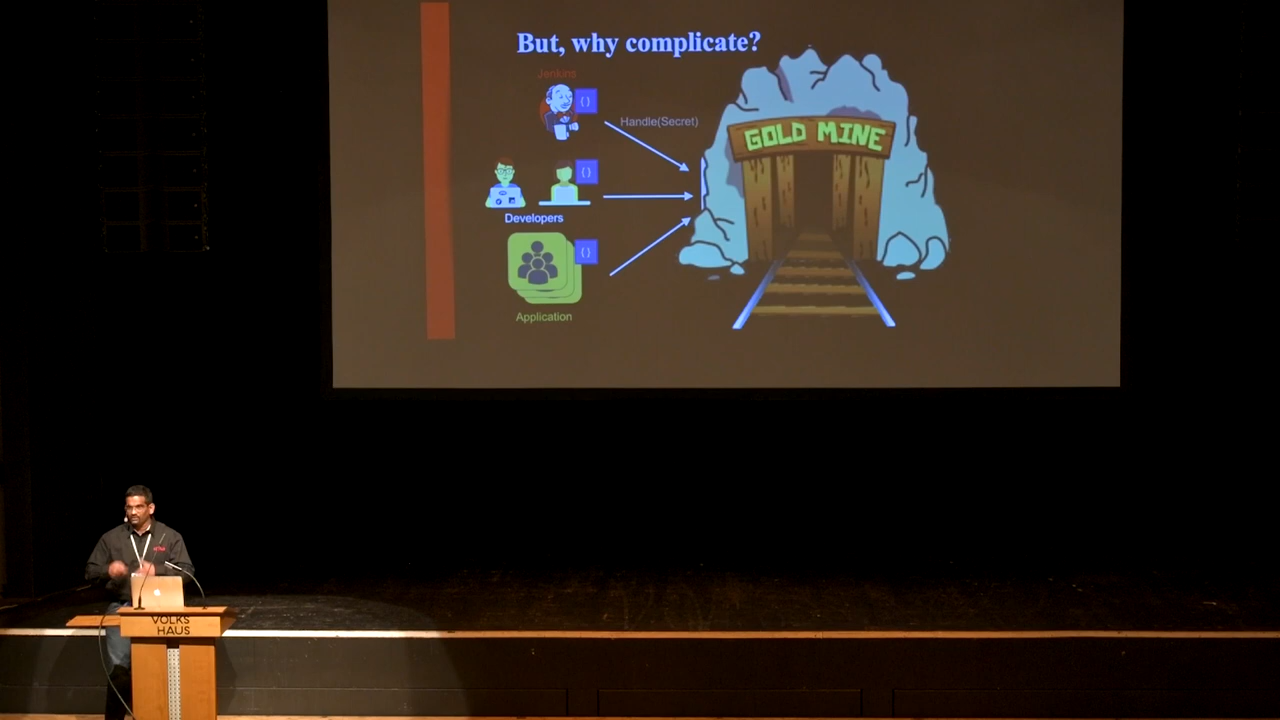 But, why complicate?
Jenkins
{ }
Handle(Secret)
GOLD MINE
{ }
Developers
{ }
Application
VOLKS
HAUS